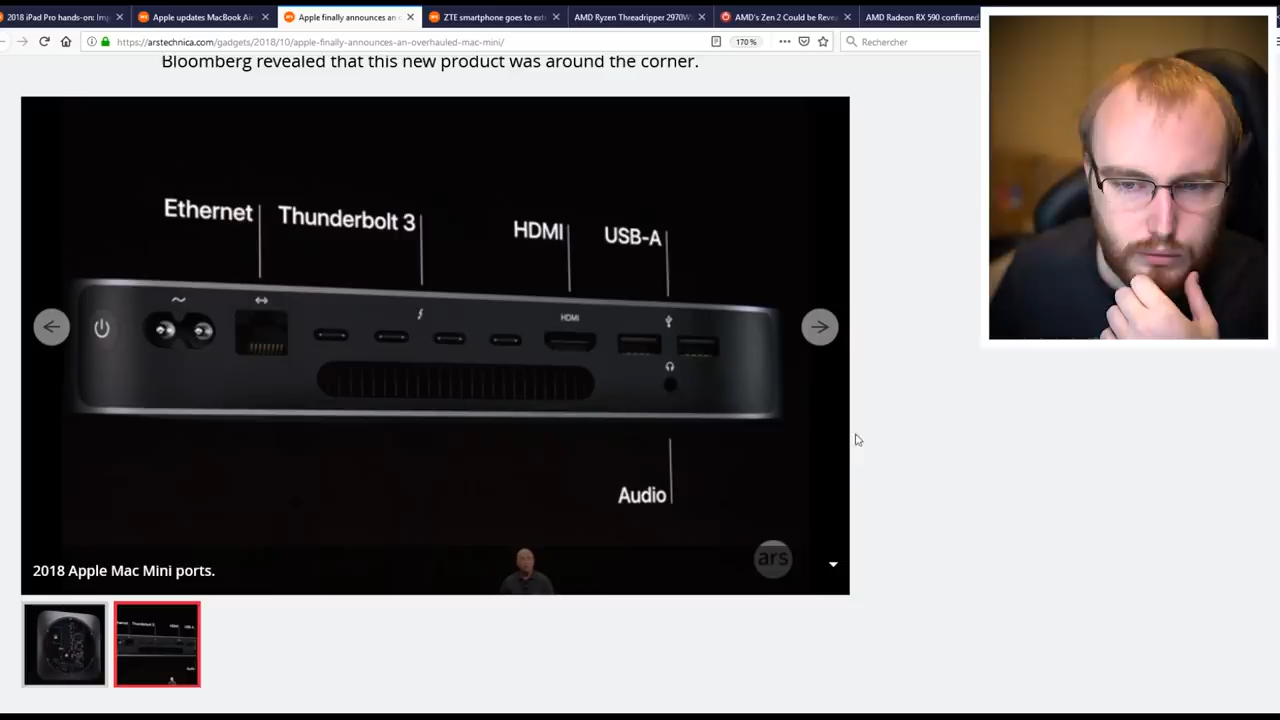 2018 iPad Pro hands-on: Im
Apple updates MacBook Air
Apple finally announces an o
ZTE smartphone goes to ext
AMD Ryzen Threadripper 2970W
AMD's Zen 2 Could be Revea
AMD Radeon RX 590 confirmed
https://arstechnica.com/gadgets/2018/10/apple-finally-announces-an-overhauled-mac-mini/
170 %
Rechercher
Bloomberg revealed that this new product was around the corner.
Ethernet
Thunderbolt 3
HDMI
USB-A
HDMI
Audio
ars
2018 Apple Mac Mini ports.